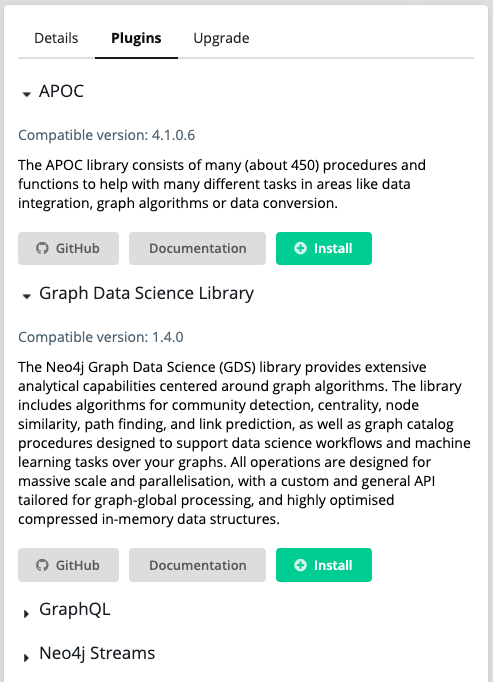 Details Plugins Upgrade
APOC
Compatible version: 4.1.0.6
The APOC library consists of many (about 450) procedures and
functions to help with many different tasks in areas like data
integration, graph algorithms or data conversion.
GitHub Documentation Install
Graph Data Science Library
Compatible version: 1.4.0
The Neo4j Graph Data Science (GDS) library provides extensive
analytical capabilities centered around graph algorithms. The library
includes algorithms for community detection, centrality, node
similarity, path finding, and link prediction, as well as graph catalog
procedures designed to support data science workflows and machine
learning tasks over your graphs. All operations are designed for
massive scale and parallelisation, with a custom and general API
tailored for graph-global processing, and highly optimised
compressed in-memory data structures.
GitHub Documentation Install
GraphQL
Neo4j Streams